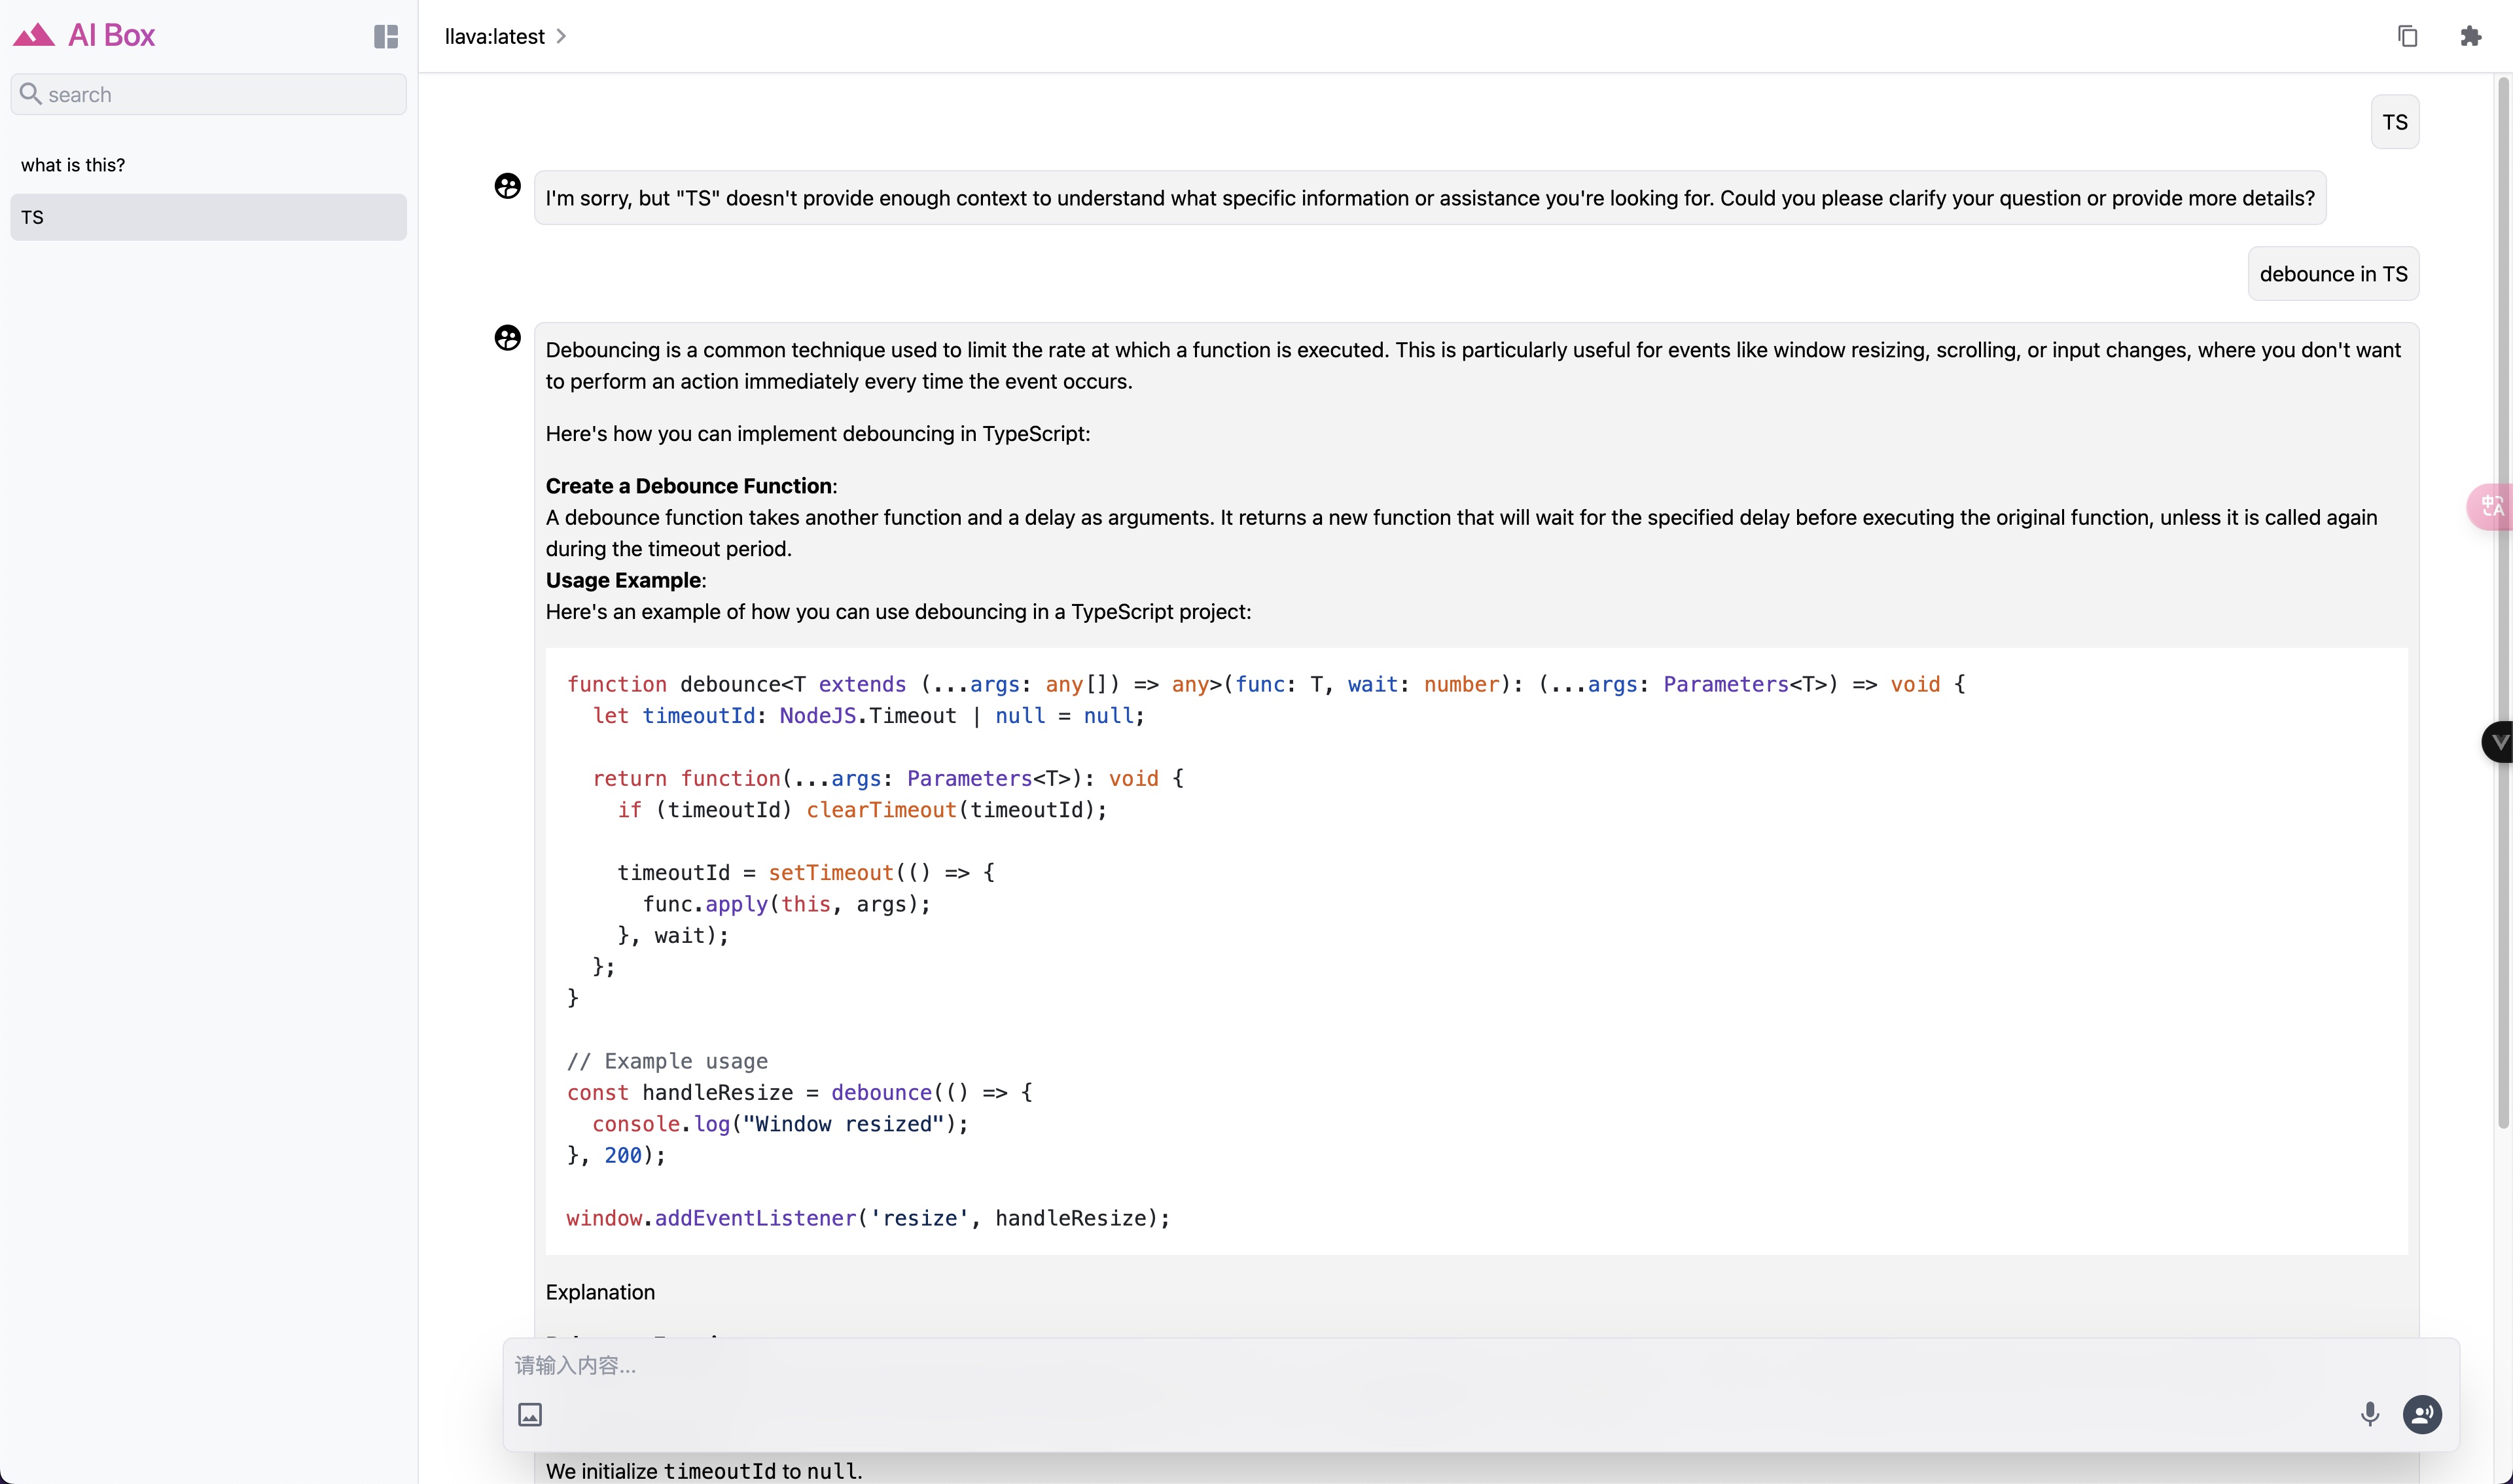 AI Box
search
what is this?
TS
llava:latest
TS
I'm sorry, but "TS" doesn't provide enough context to understand what specific information or assistance you're looking for. Could you please clarify your question or provide more details?
debounce in TS
Debouncing is a common technique used to limit the rate at which a function is executed. This is particularly useful for events like window resizing, scrolling, or input changes, where you don't want
to perform an action immediately every time the event occurs.
Here's how you can implement debouncing in TypeScript:
Create a Debounce Function:
A debounce function takes another function and a delay as arguments. It returns a new function that will wait for the specified delay before executing the original function, unless it is called again
during the timeout period.
Usage Example:
Here's an example of how you can use debouncing in a TypeScript project:
function debounce<T extends (...args: any[]) => any>(func: T, wait: number): (...args: Parameters<T>) => void {
  let timeoutId: NodeJS.Timeout | null = null;
  return function(...args: Parameters<T>): void {
    if (timeoutId) clearTimeout(timeoutId);
    timeoutId = setTimeout(() => {
      func.apply(this, args);
    }, wait);
  };
}
// Example usage
const handleResize = debounce(() => {
  console.log("Window resized");
}, 200);
window.addEventListener('resize', handleResize);
Explanation
请输入内容...
We initialize timeoutId to null.